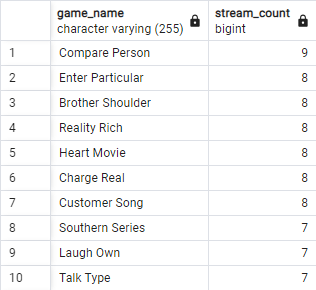 game_name stream_count
character varying (255) bigint
1 Compare Person 9
2 Enter Particular 8
3 Brother Shoulder 8
4 Reality Rich 8
5 Heart Movie 8
6 Charge Real 8
7 Customer Song 8
8 Southern Series 7
9 Laugh Own 7
10 Talk Type 7